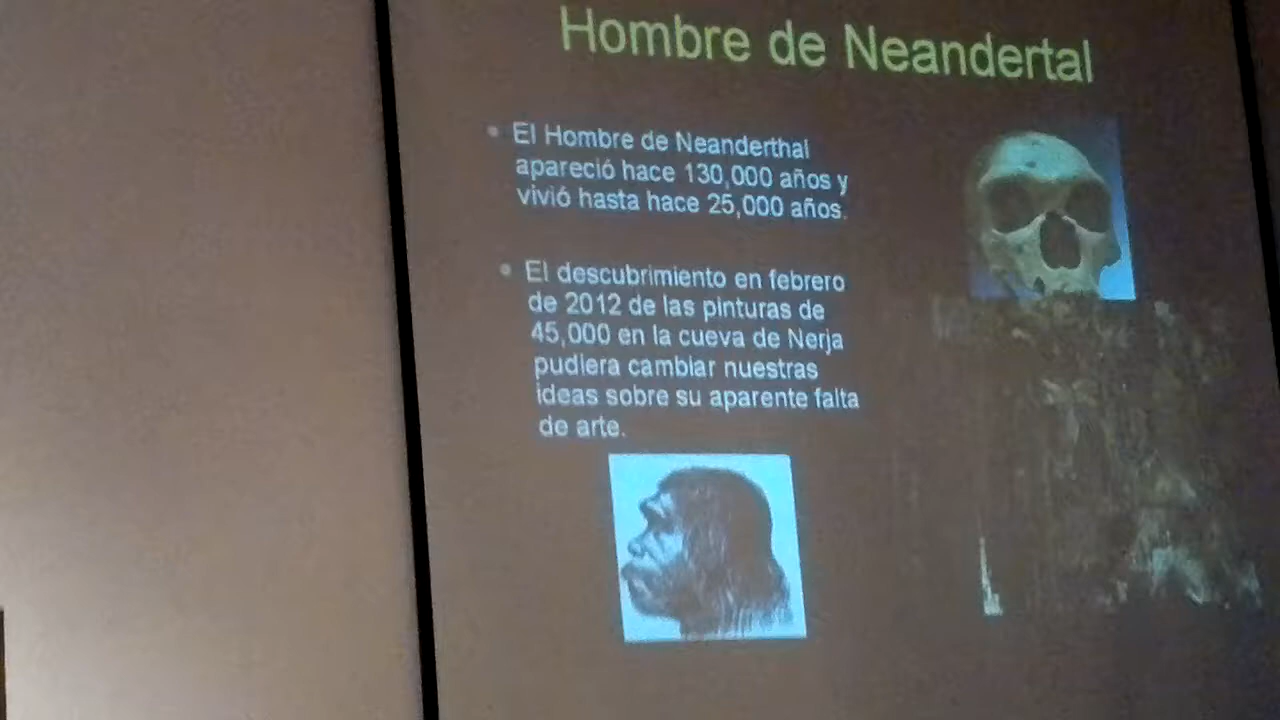 Hombre de Neandertal
• El Hombre de Neanderthal
apareció hace 130,000 años y
vivió hasta hace 25,000 años.
• El descubrimiento en febrero
de 2012 de las pinturas de
45,000 en la cueva de Nerja
pudiera cambiar nuestras
ideas sobre su aparente falta
de arte.